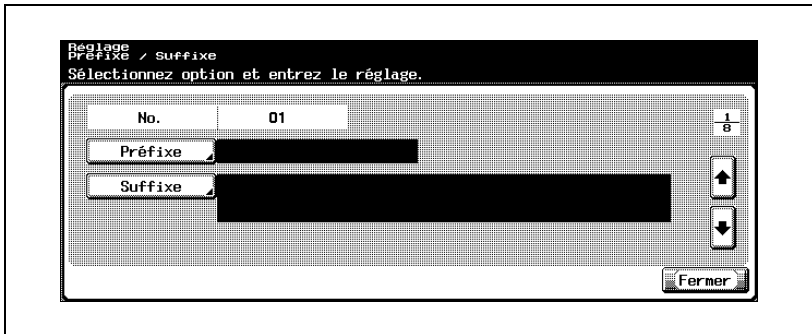 Réglage
Préfixe / Suffixe
Sélectionnez option et entrez le réglage.
No. 01
1/8
Préfixe
Suffixe
Fermer